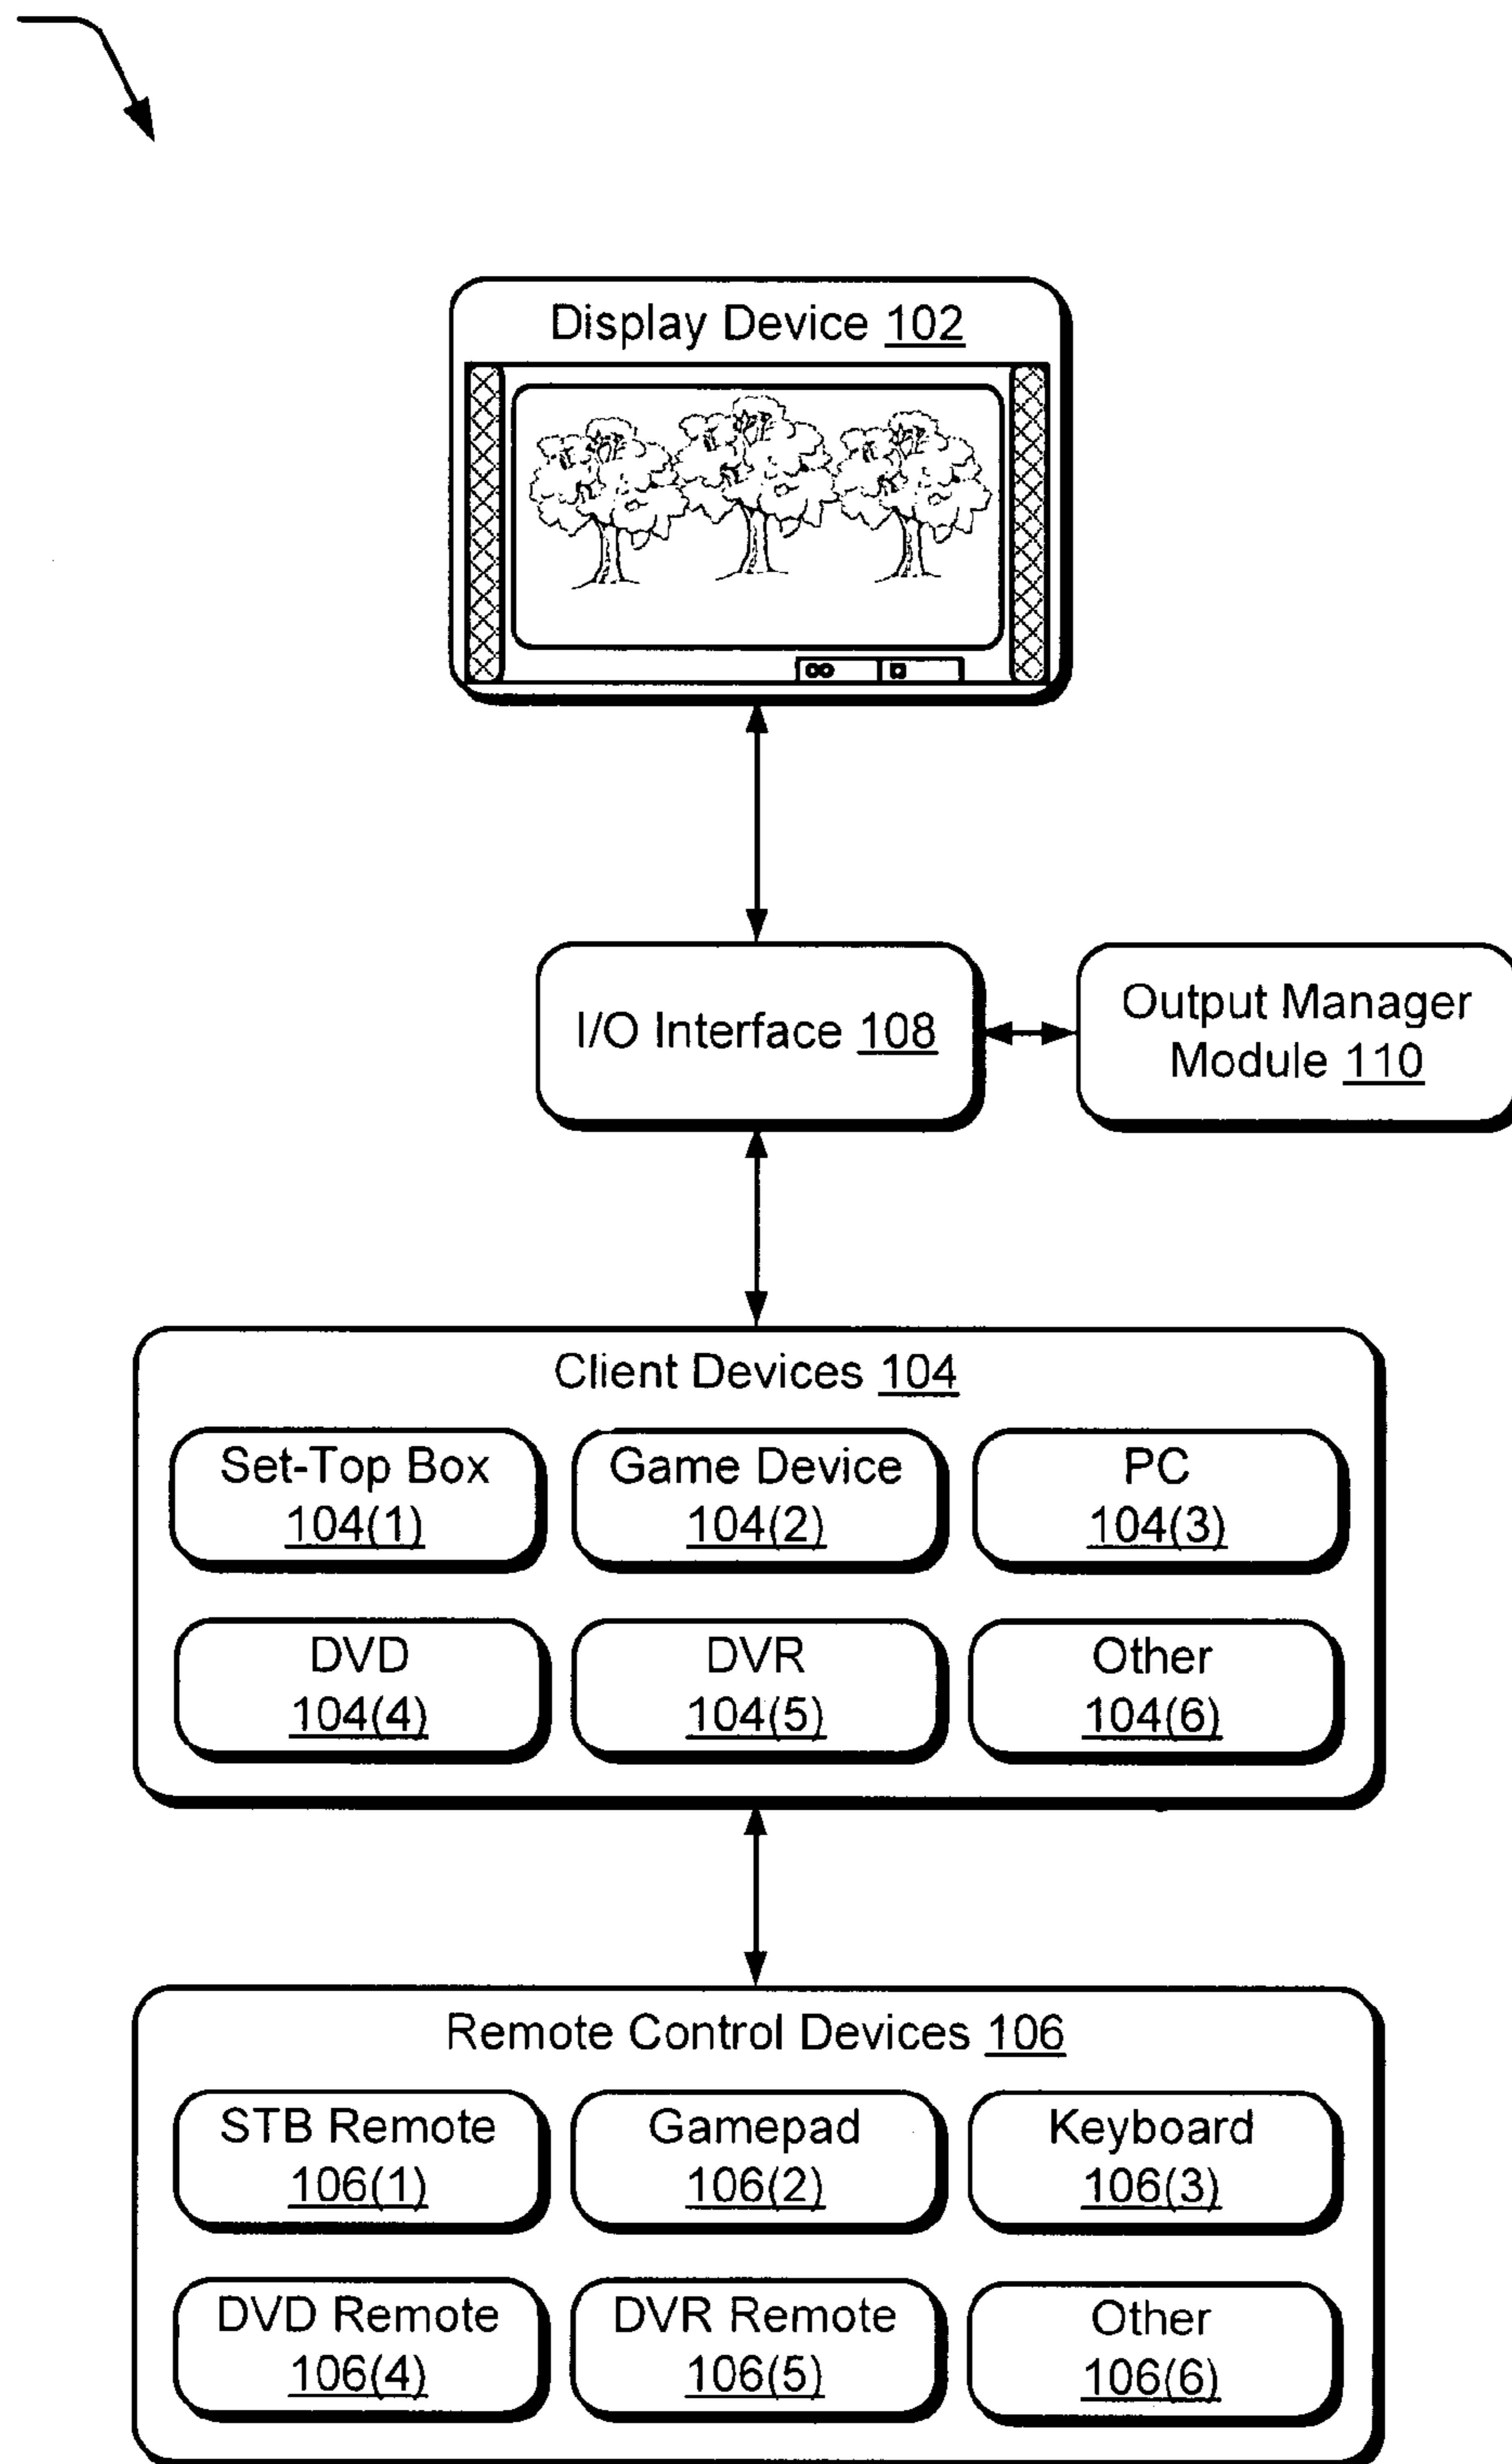 Display Device 102
I/O Interface 108
Output Manager
Module 110
Client Devices 104
Set-Top Box
104(1)
Game Device
104(2)
PC
104(3)
DVD
104(4)
DVR
104(5)
Other
104(6)
Remote Control Devices 106
STB Remote
106(1)
Gamepad
106(2)
Keyboard
106(3)
DVD Remote
106(4)
DVR Remote
106(5)
Other
106(6)